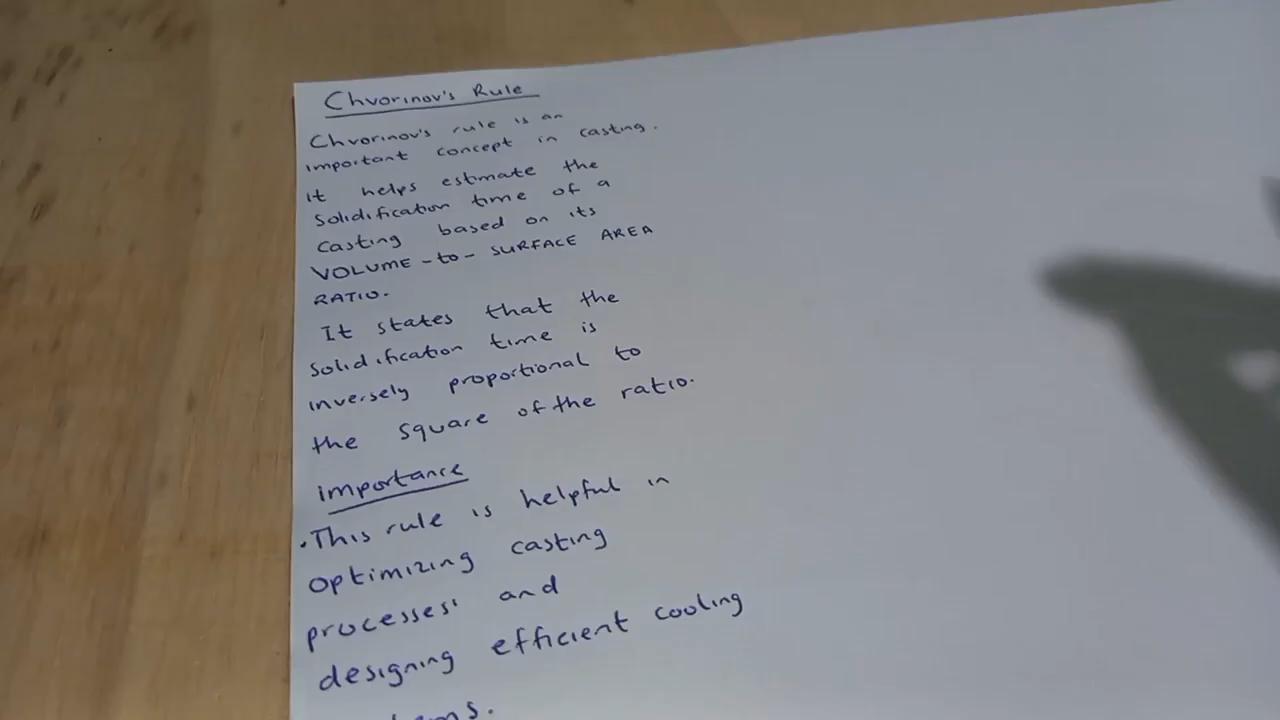 Chvorinov's Rule
Chvorinov's rule is an
important concept in casting.
it helps estimate the
Solidification time of a
casting based on its
VOLUME-to-SURFACE AREA
RATIO.
It states that the
solidification time is
inversely proportional to
the square of the ratio.
importance
.This rule is helpful in
optimizing casting
processes' and
designing efficient cooling